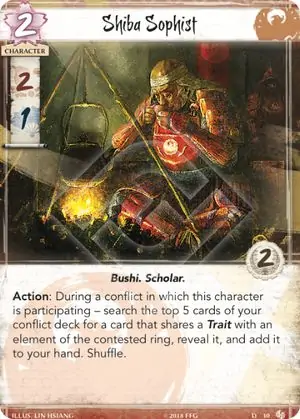 2
Shiba Sophist
CHARACTER
2
1
2
Bushi. Scholar.
Action: During a conflict in which this character
is participating – search the top 5 cards of your
conflict deck for a card that shares a Trait with an
element of the contested ring, reveal it, and add it
to your hand. Shuffle.
ILLUS. LIN HSIANG
©2018 FFG
D 10